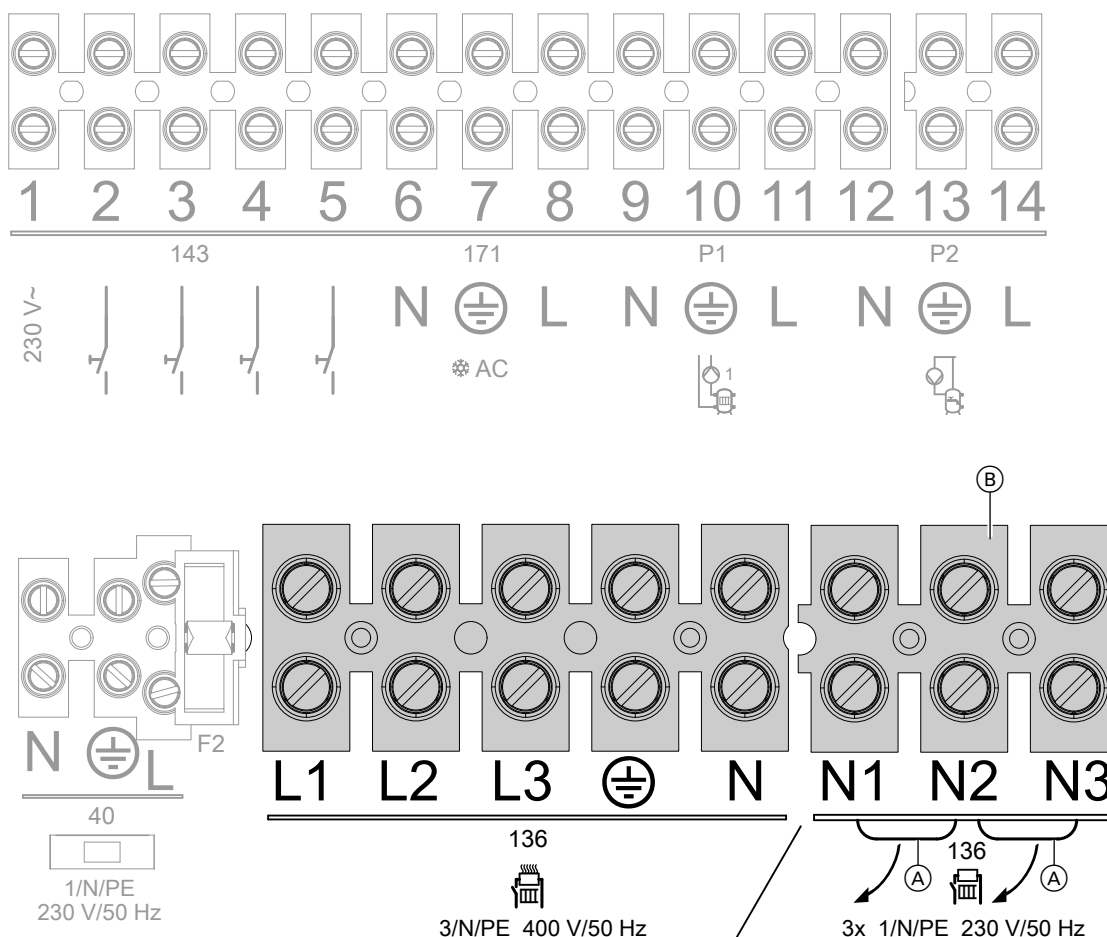 1 2 3 4 5 6 7 8 9 10 11 12 13 14
143 171 P1 P2
230 V~
N L N L N L
AC
1
B
N L F2
L1 L2 L3 N N1 N2 N3
40
136
136
A A
1/N/PE
230 V/50 Hz
3/N/PE 400 V/50 Hz
3x 1/N/PE 230 V/50 Hz